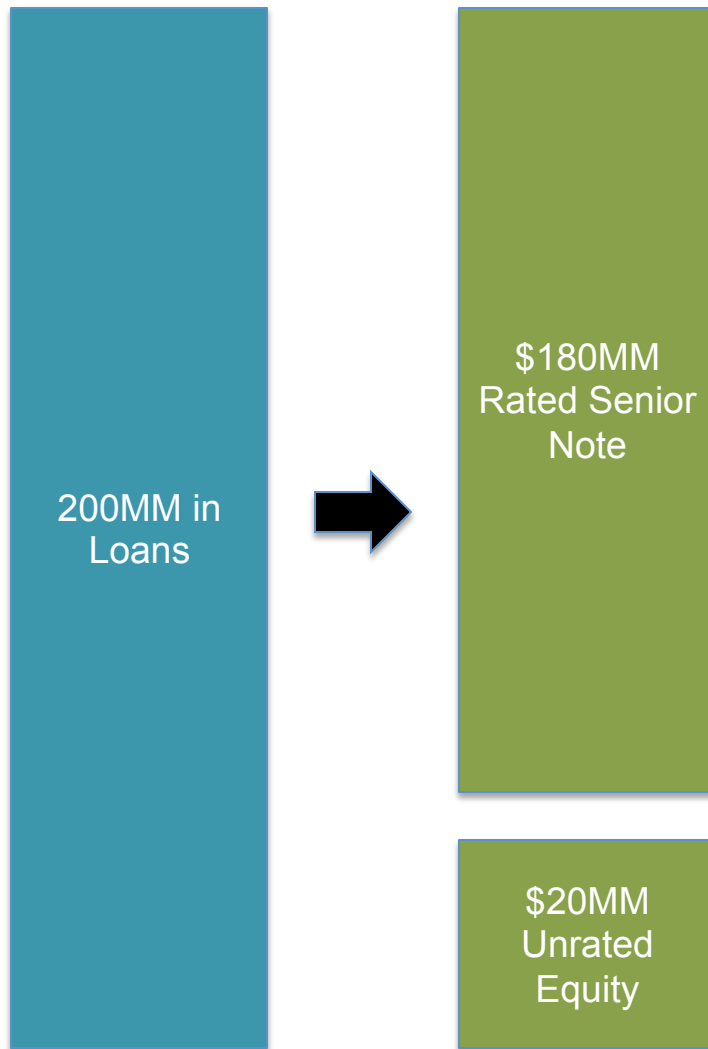 200MM in
Loans
$180MM
Rated Senior
Note
$20MM
Unrated
Equity